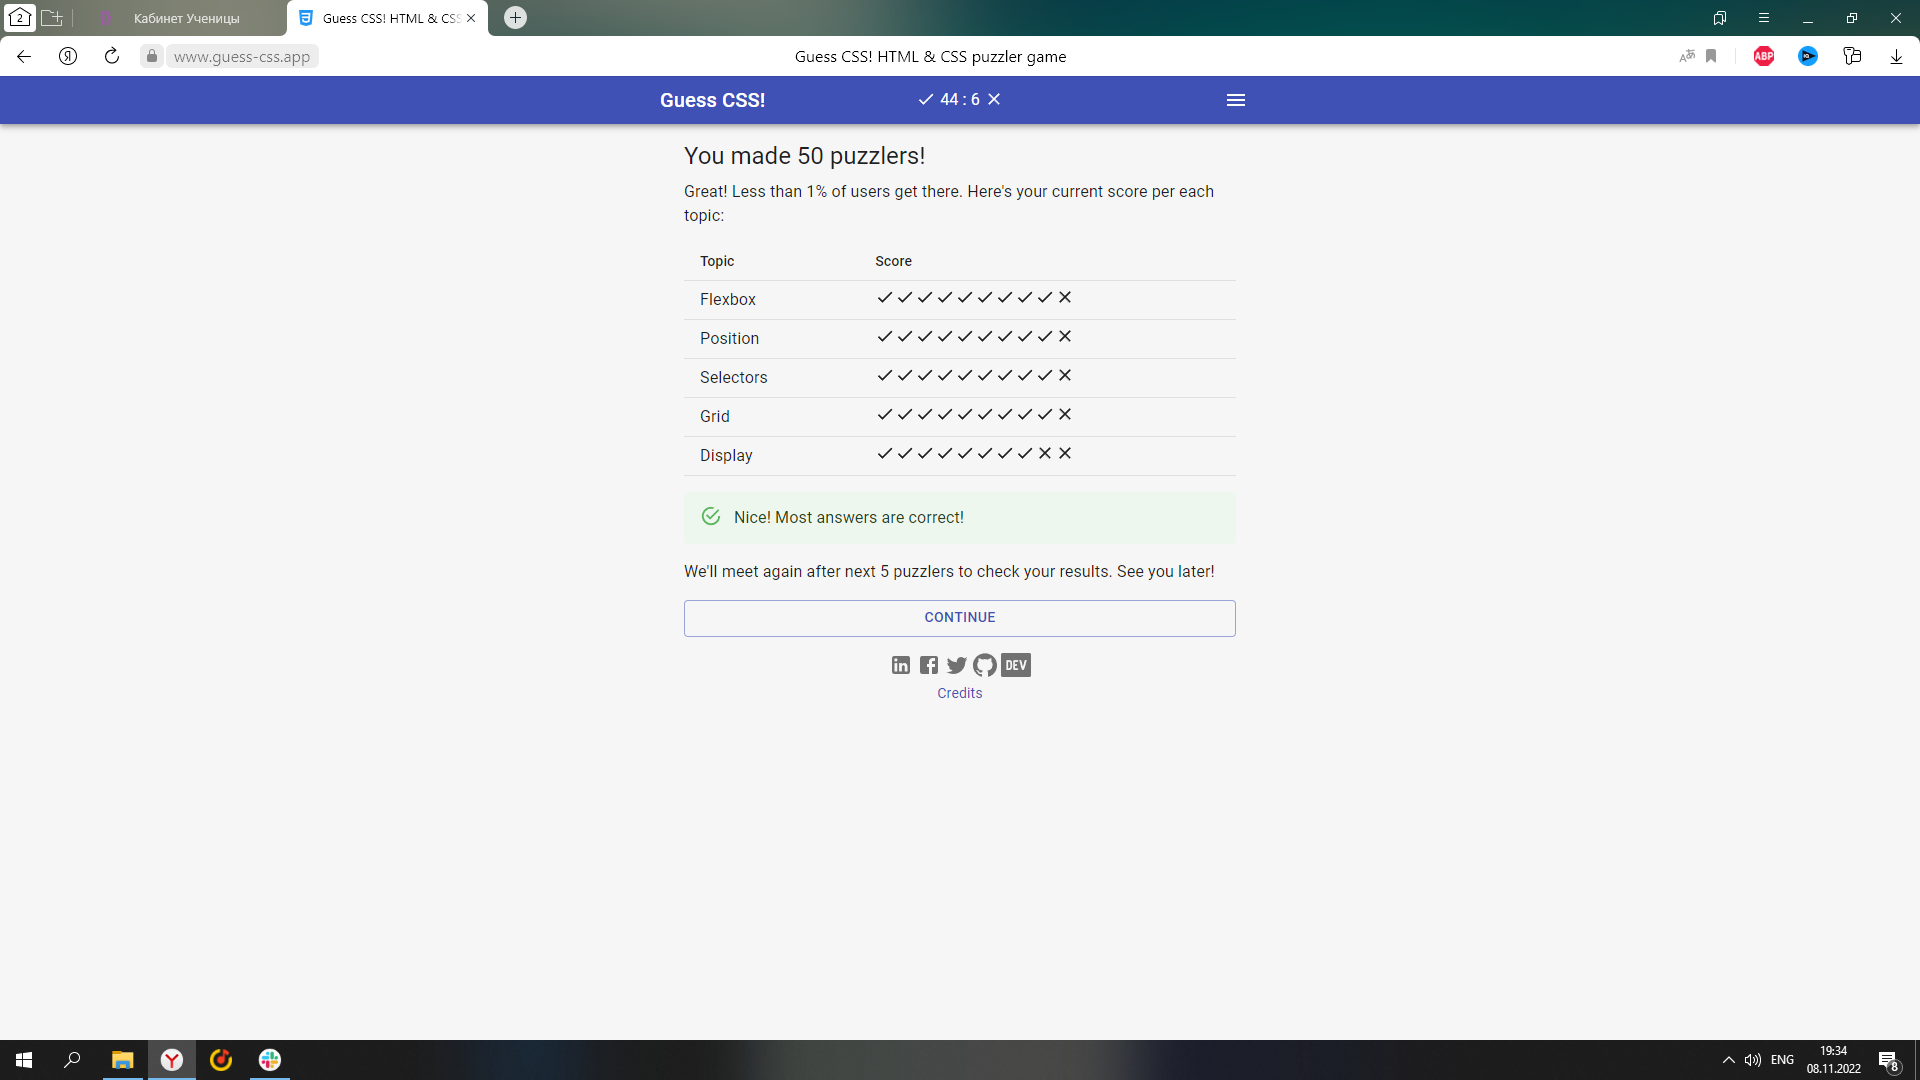 2
Кабинет Ученицы
Guess CSS! HTML & CSS
www.guess-css.app
Guess CSS! HTML & CSS puzzler game
ABP
Guess CSS!
44 : 6
You made 50 puzzlers!
Great! Less than 1% of users get there. Here's your current score per each
topic:
Topic Score
Flexbox
Position
Selectors
Grid
Display
Nice! Most answers are correct!
We'll meet again after next 5 puzzlers to check your results. See you later!
CONTINUE
in DEV
Credits
ENG
19:34
08.11.2022
8